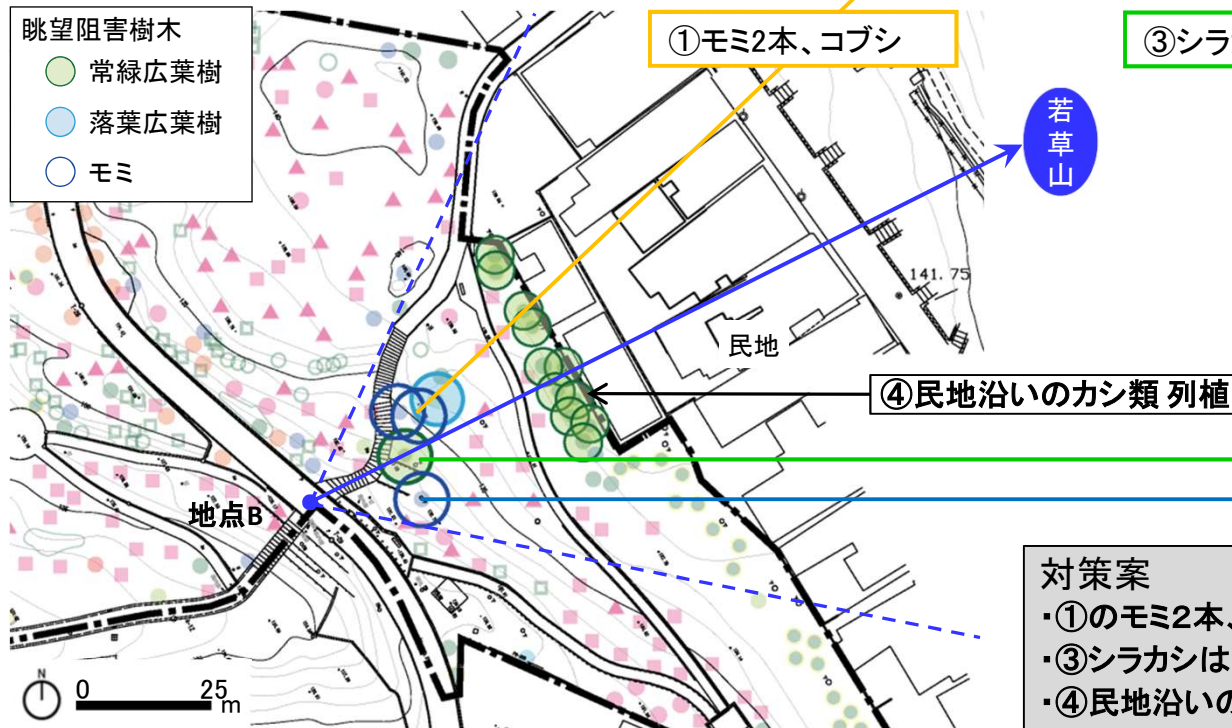 眺望阻害樹木
常緑広葉樹
落葉広葉樹
モミ
①モミ2本、コブシ
③シラ
若草山
141.75
民地
④民地沿いのカシ類 列植
地点B
対策案
・①のモミ2本、
・③シラカシは
・④民地沿いの
N
0 25 m